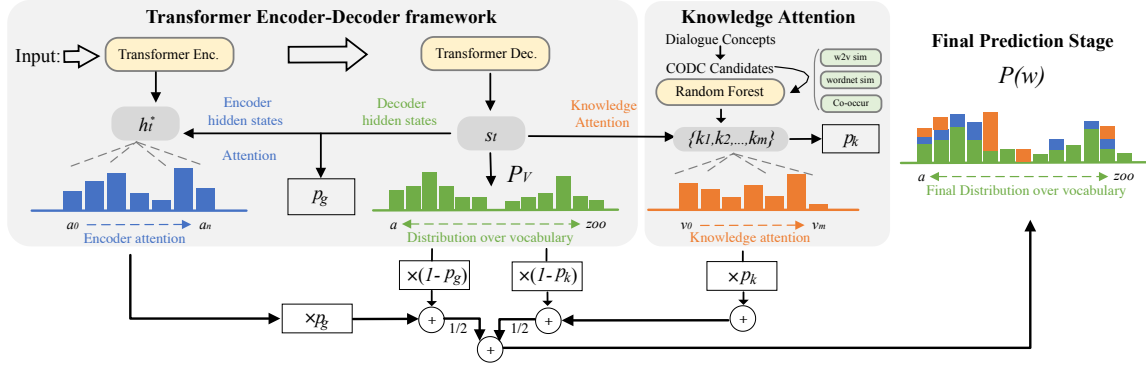 Transformer Encoder-Decoder framework
Input:
Transformer Enc.
Transformer Dec.
Encoder
hidden states
Decoder
hidden states
Knowledge
Attention
h*t
Attention
st
pg
PV
a0
an
Encoder attention
a
zoo
Distribution over vocabulary
Knowledge Attention
Dialogue Concepts
CODC Candidates
Random Forest
w2v sim
wordnet sim
Co-occur
{k1,k2,...,km}
pk
v0
vm
Knowledge attention
Final Prediction Stage
P(w)
a
zoo
Final Distribution over vocabulary
×(1- pg)
×(1- pk)
×pk
×pg
+
1/2
1/2
+
+
+